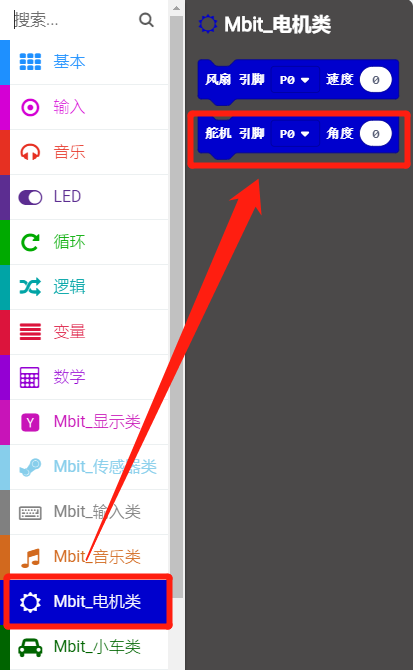 搜索...
基本
输入
音乐
LED
循环
逻辑
变量
数学
Mbit_显示类
Mbit_传感器类
Mbit_输入类
Mbit_音乐类
Mbit_电机类
Mbit_小车类
Mbit_电机类
风扇 引脚 P0 速度 0
舵机 引脚 P0 角度 0